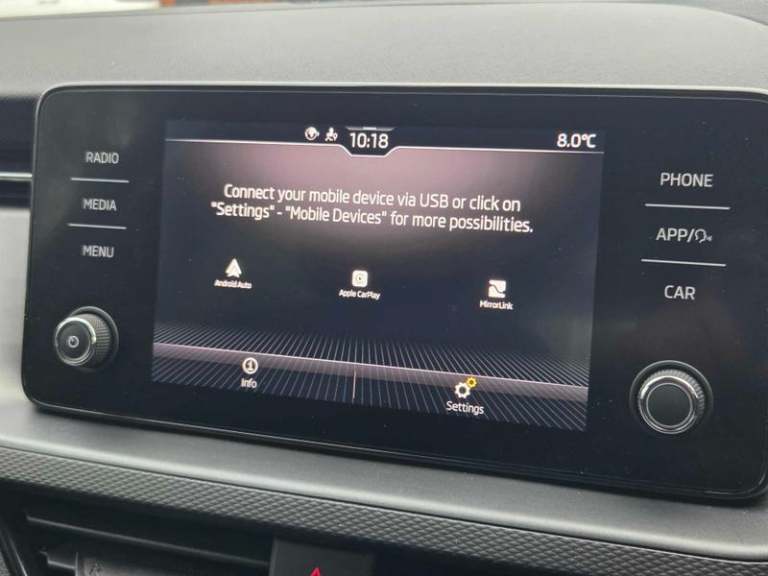 10:18
8.0°C
RADIO
MEDIA
MENU
Connect your mobile device via USB or click on
"Settings" - "Mobile Devices" for more possibilities.
Android Auto
Apple CarPlay
MirrorLink
Info
Settings
PHONE
APP/
CAR